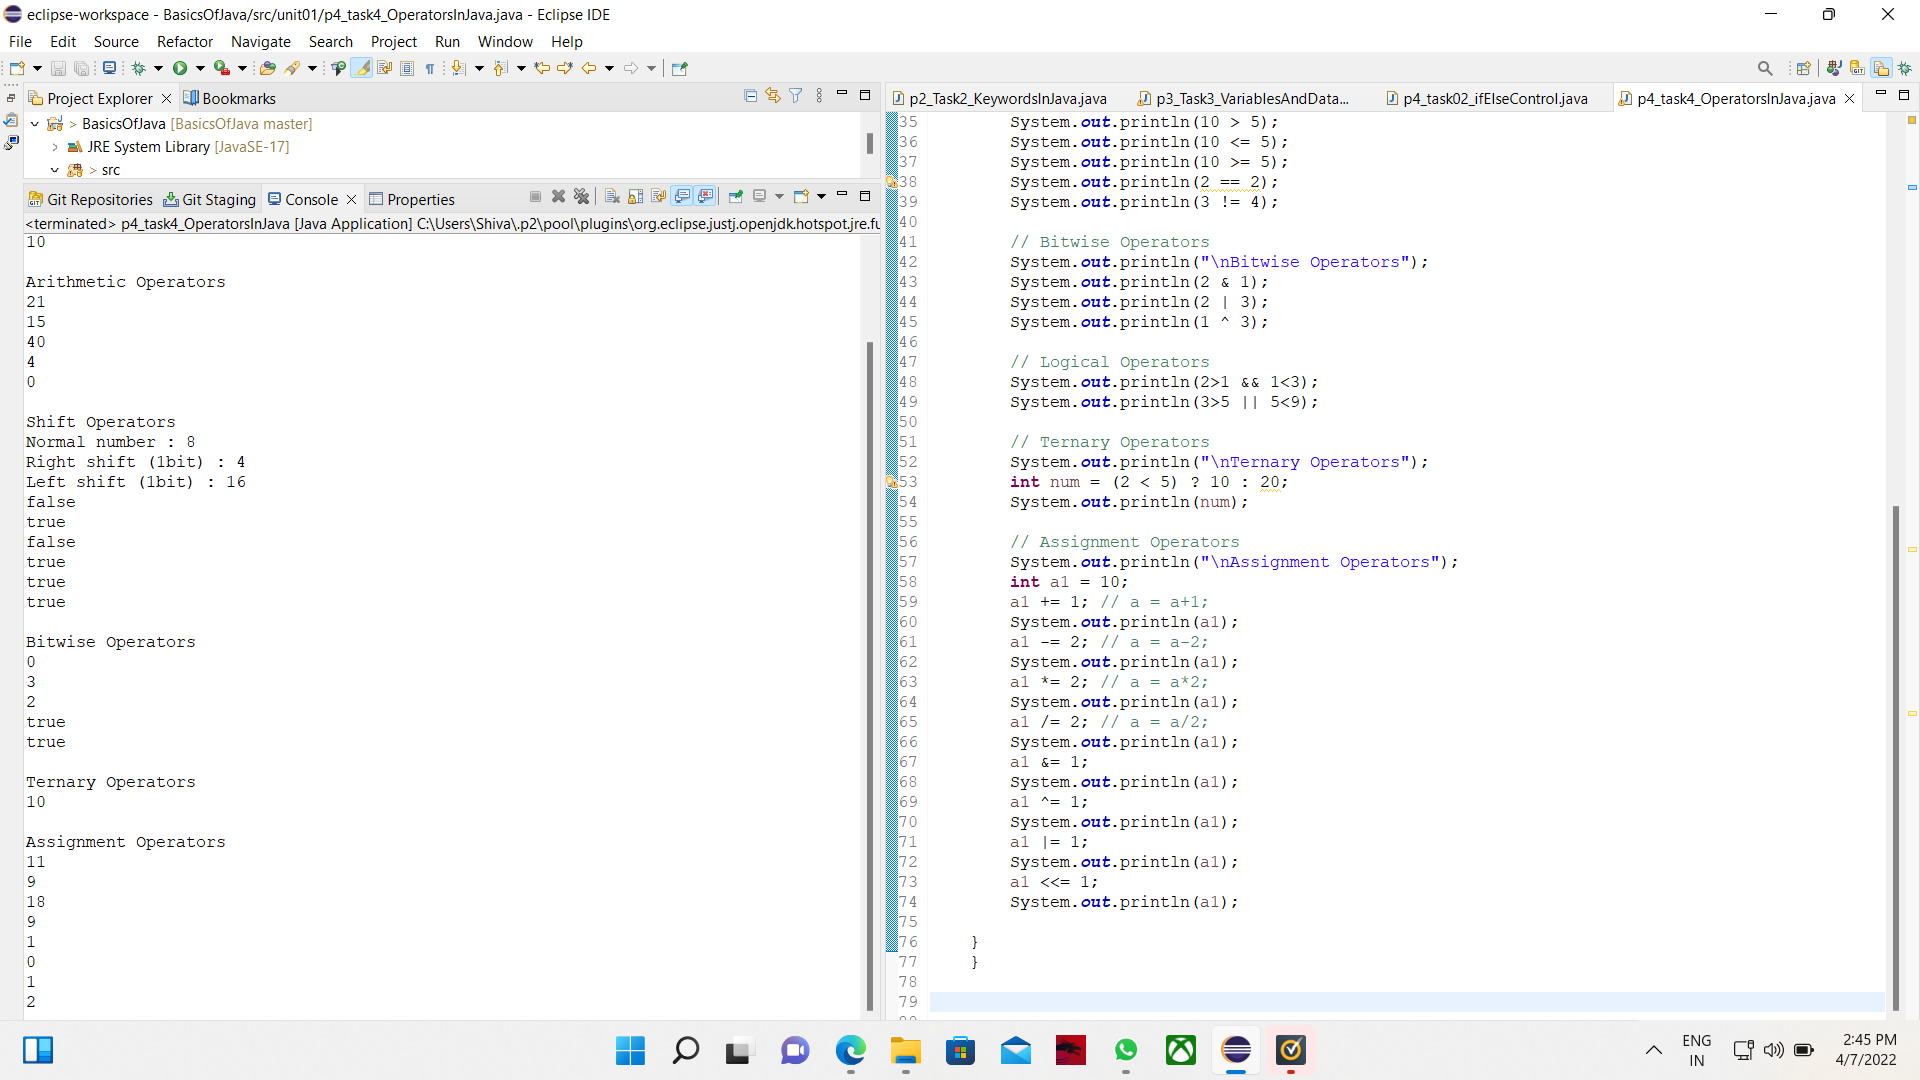 eclipse-workspace - BasicsOfJava/src/unit01/p4_task4_OperatorsInJava.java - Eclipse IDE
File Edit Source Refactor Navigate Search Project Run Window Help
Project Explorer Bookmarks
> BasicsOfJava [BasicsOfJava master]
JRE System Library [JavaSE-17]
> src
Git Repositories Git Staging Console Properties
<terminated> p4_task4_OperatorsInJava [Java Application] C:\Users\Shiva\.p2\pool\plugins\org.eclipse.justj.openjdk.hotspot.jre.fu
10
Arithmetic Operators
21
15
40
4
0
Shift Operators
Normal number : 8
Right shift (1bit) : 4
Left shift (1bit) : 16
false
true
false
true
true
true
Bitwise Operators
0
3
2
true
true
Ternary Operators
10
Assignment Operators
11
9
18
9
1
0
1
2
p2_Task2_KeywordsInJava.java p3_Task3_VariablesAndData... p4_task02_ifElseControl.java p4_task4_OperatorsInJava.java
35 System.out.println(10 > 5);
36 System.out.println(10 <= 5);
37 System.out.println(10 >= 5);
38 System.out.println(2 == 2);
39 System.out.println(3 != 4);
40
41 // Bitwise Operators
42 System.out.println("\nBitwise Operators");
43 System.out.println(2 & 1);
44 System.out.println(2 | 3);
45 System.out.println(1 ^ 3);
46
47 // Logical Operators
48 System.out.println(2>1 && 1<3);
49 System.out.println(3>5 || 5<9);
50
51 // Ternary Operators
52 System.out.println("\nTernary Operators");
53 int num = (2 < 5) ? 10 : 20;
54 System.out.println(num);
55
56 // Assignment Operators
57 System.out.println("\nAssignment Operators");
58 int a1 = 10;
59 a1 += 1; // a = a+1;
60 System.out.println(a1);
61 a1 -= 2; // a = a-2;
62 System.out.println(a1);
63 a1 *= 2; // a = a*2;
64 System.out.println(a1);
65 a1 /= 2; // a = a/2;
66 System.out.println(a1);
67 a1 &= 1;
68 System.out.println(a1);
69 a1 ^= 1;
70 System.out.println(a1);
71 a1 |= 1;
72 System.out.println(a1);
73 a1 <<= 1;
74 System.out.println(a1);
75
76 }
77 }
78
79
ENG
IN
2:45 PM
4/7/2022